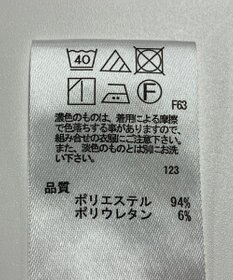 40
F
F63
濃色のものは、着用による摩擦
で色落ちする事がありますので、
組み合せの衣服にご注意下さい。
また、淡色のものとは別にお洗
い下さい。
123
品質
ポリエステル 94%
ポリウレタン 6%